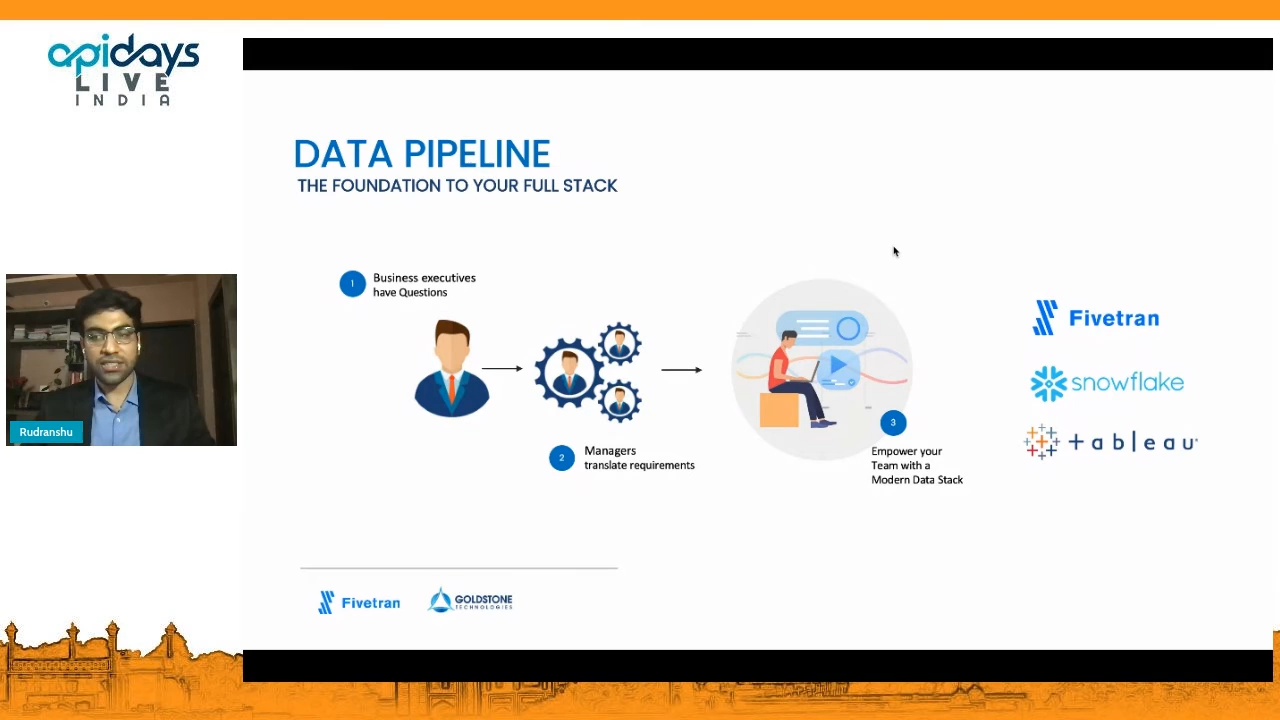 apidays
LIVE
INDIA
DATA PIPELINE
THE FOUNDATION TO YOUR FULL STACK
1
Business executives
have Questions
2
Managers
translate requirements
3
Empower your
Team with a
Modern Data Stack
Fivetran
snowflake
+ableau
Rudranshu
Fivetran
GOLDSTONE
TECHNOLOGIES